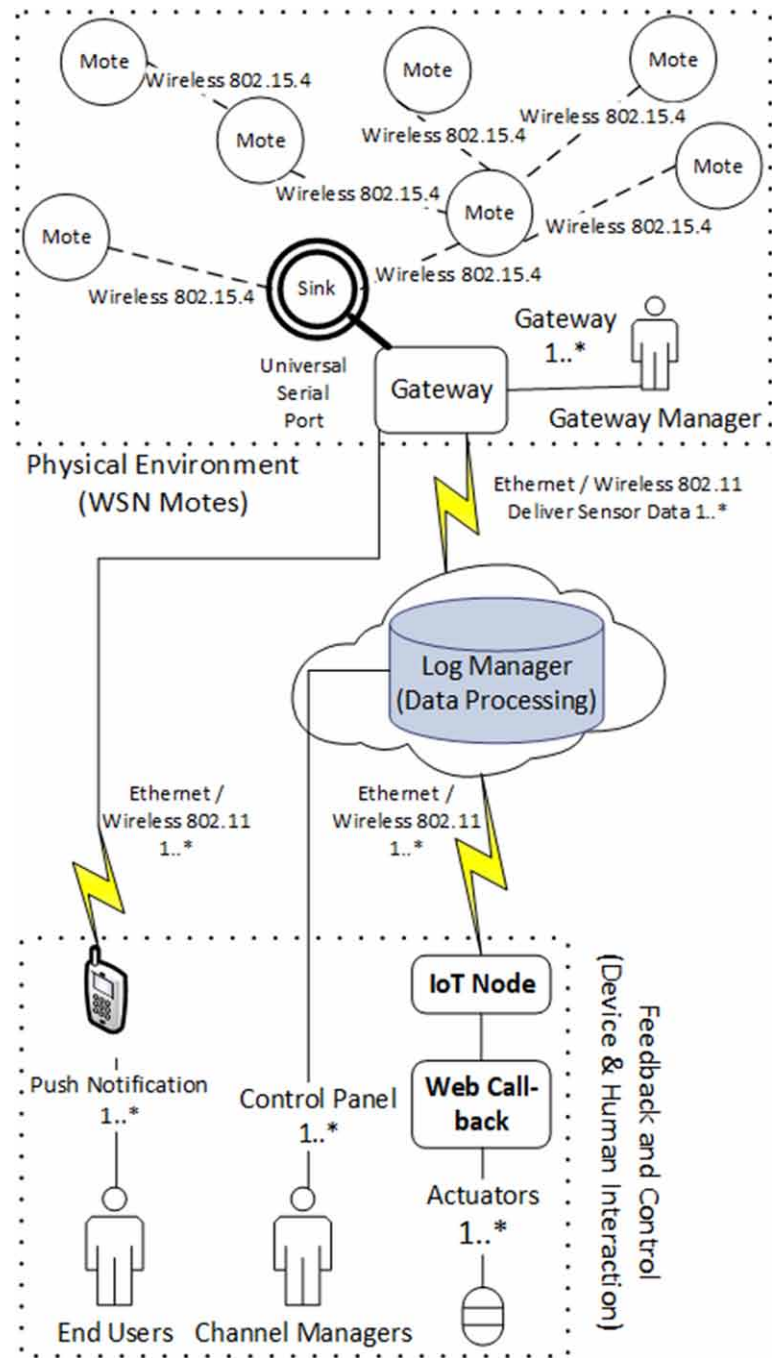 Mote
Mote
Mote
Wireless 802.15.4
Wireless 802.15.4
Wireless 802.15.4
Mote
Mote
Wireless 802.15.4
Mote
Wireless 802.15.4
Mote
Wireless 802.15.4
Wireless 802.15.4
Sink
Gateway
1..*
Universal
Serial
Port
Gateway
Gateway Manager
Physical Environment
(WSN Motes)
Ethernet / Wireless 802.11
Deliver Sensor Data 1..*
Log Manager
(Data Processing)
Ethernet /
Wireless 802.11
1..*
Ethernet /
Wireless 802.11
1..*
IoT Node
Push Notification
1..*
Control Panel
1..*
Web Call-
back
Actuators
1..*
End Users
Channel Managers
Feedback and Control
(Device & Human Interaction)